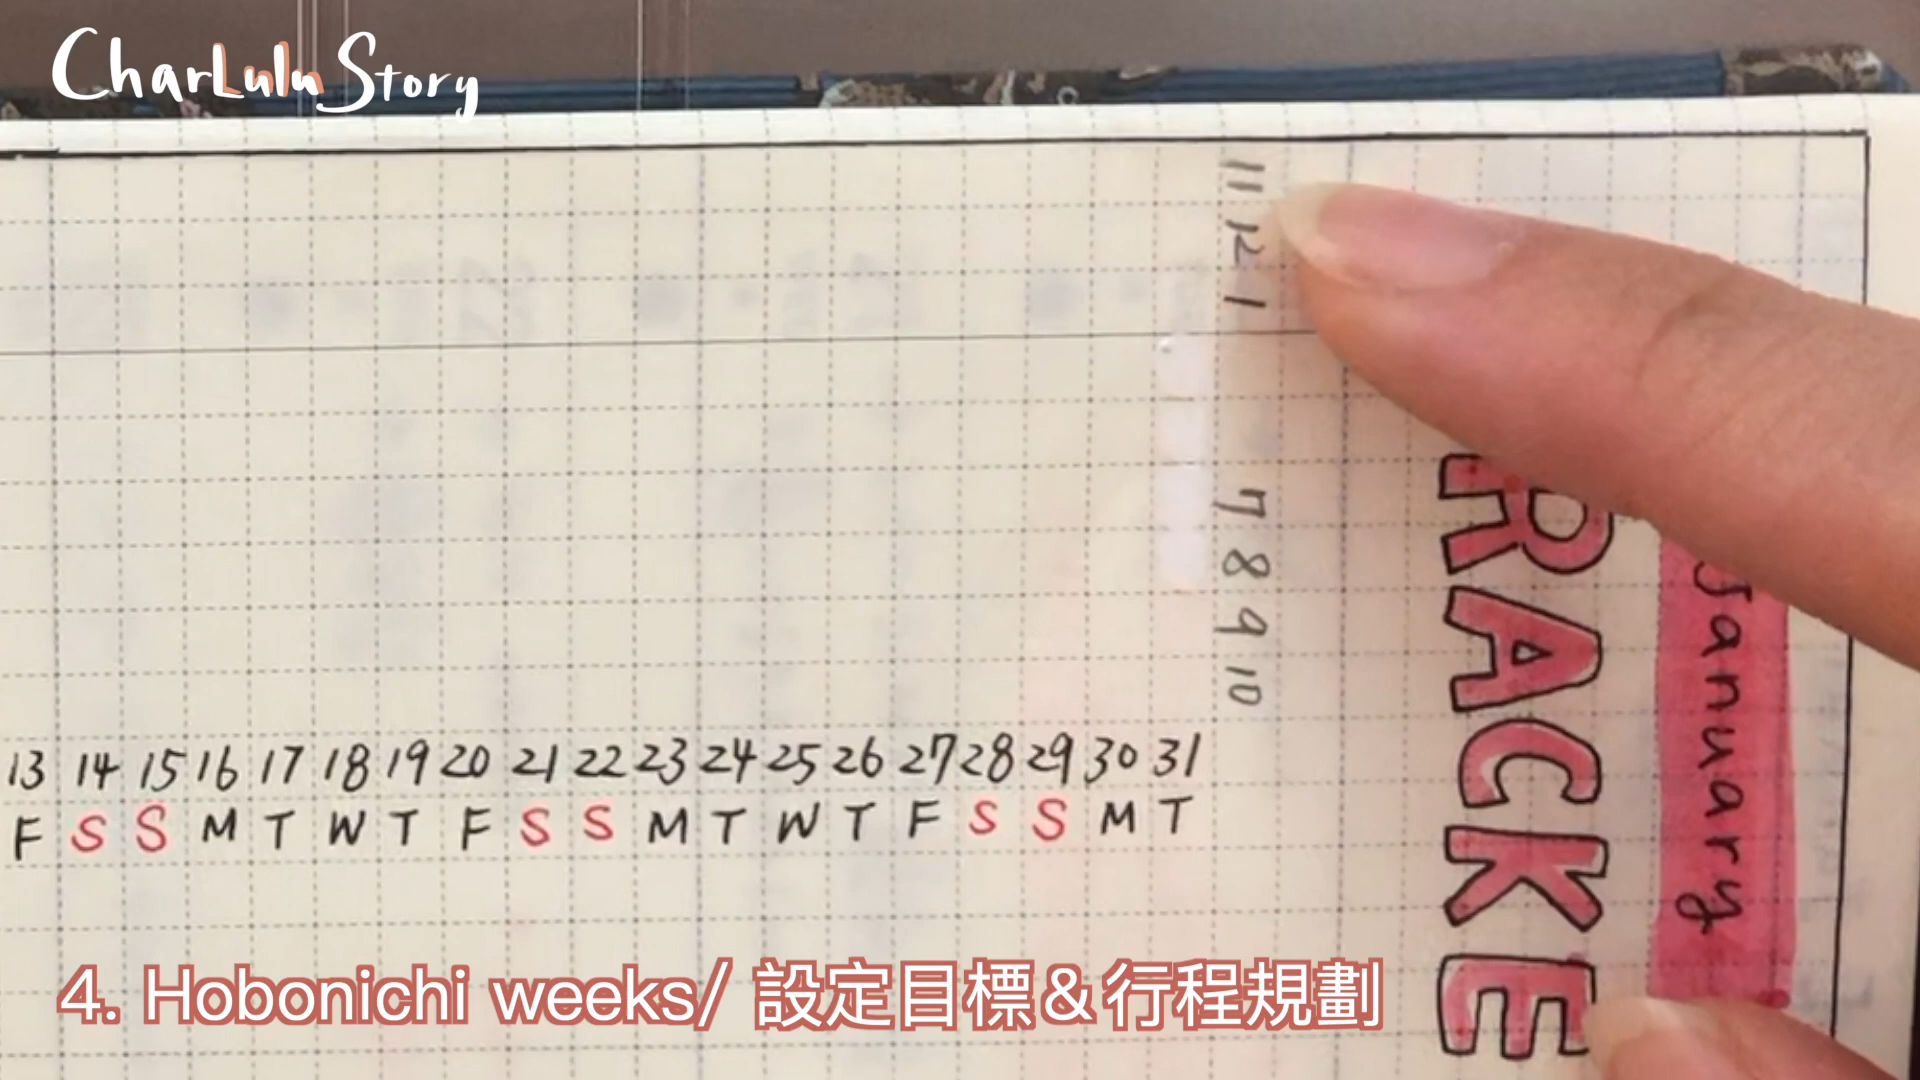 CharLulu Story
11
12
1
7
8
9
10
RACKE
January
13 14 15 16 17 18 19 20 21 22 23 24 25 26 27 28 29 30 31
F S S M T W T F S S M T W T F S S M T
4. Hobonichi weeks/ 設定目標&行程規劃